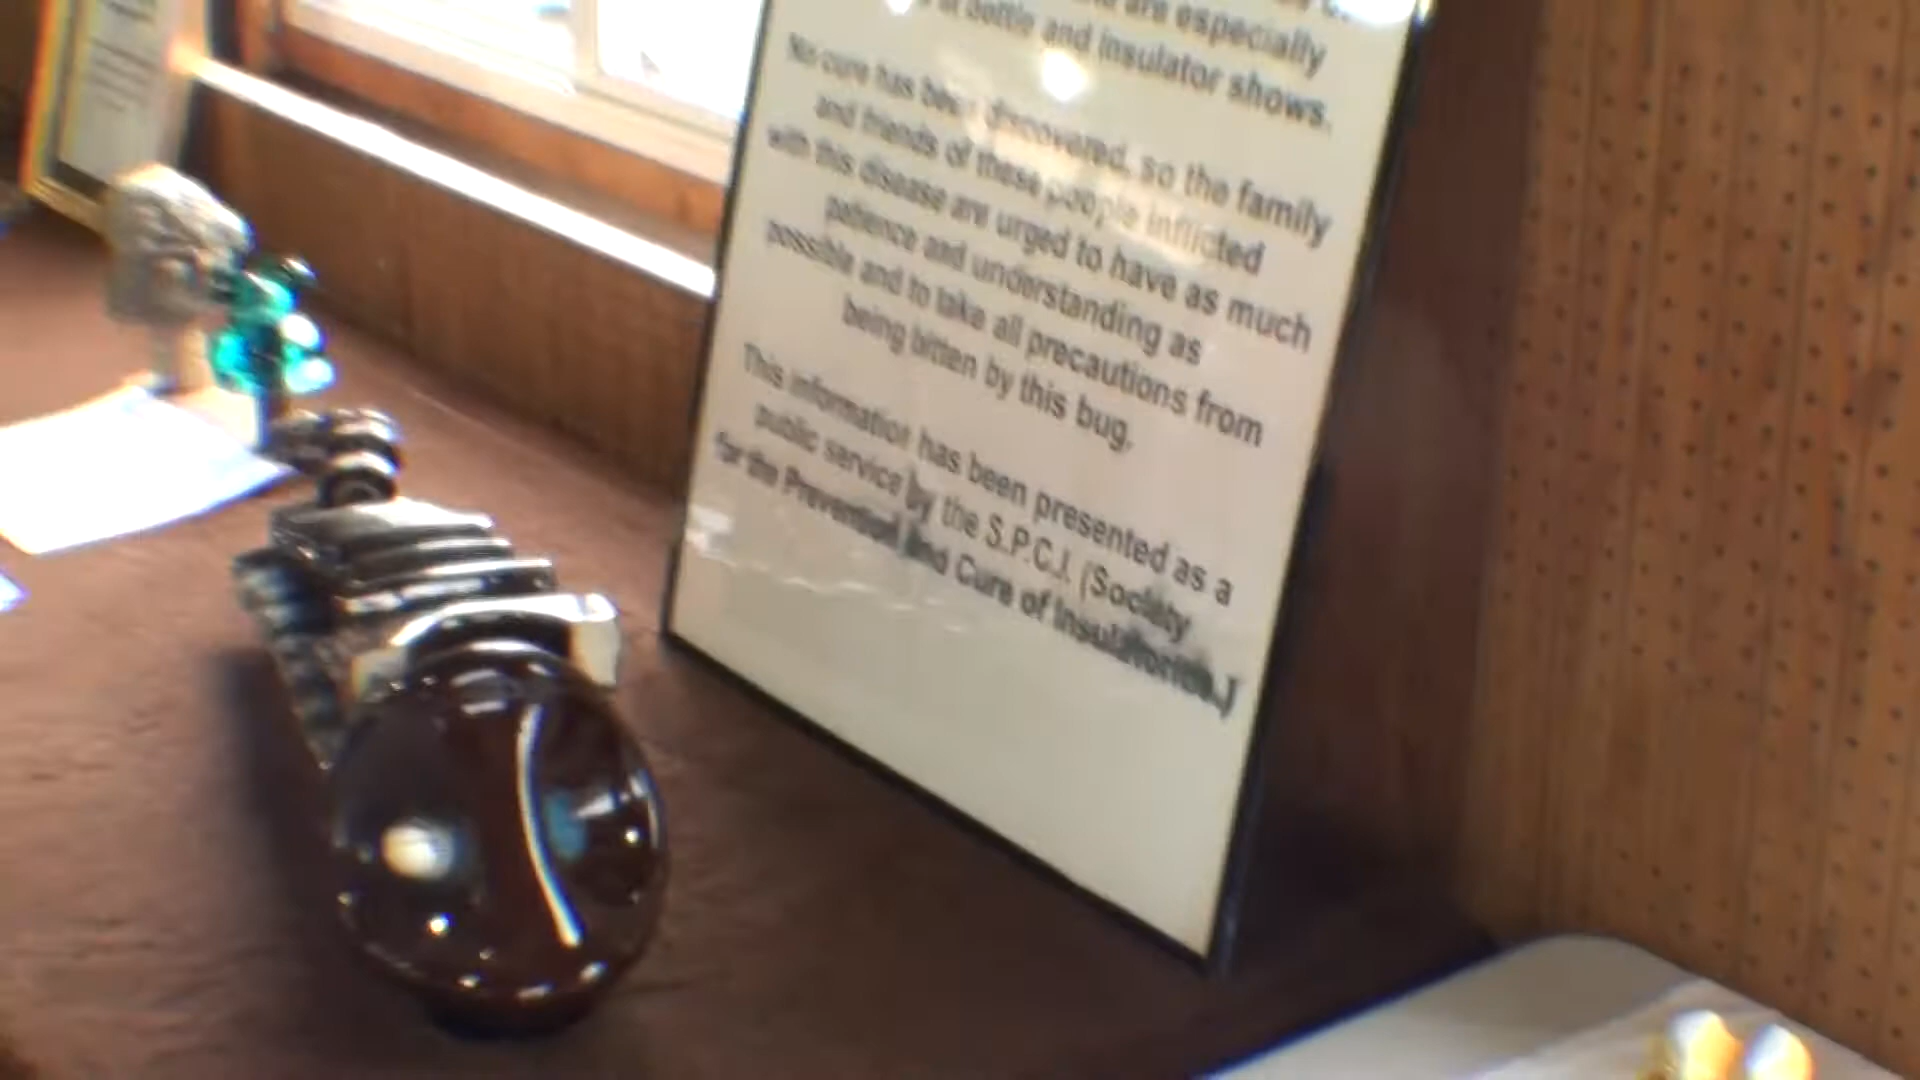 are especially
at bottle and insulator shows.
No cure has been discovered, so the family
and friends of these people inflicted
with this disease are urged to have as much
patience and understanding as
possible and to take all precautions from
being bitten by this bug.
This information has been presented as a
public service by the S.P.C.I. (Society
for the Prevention and Cure of